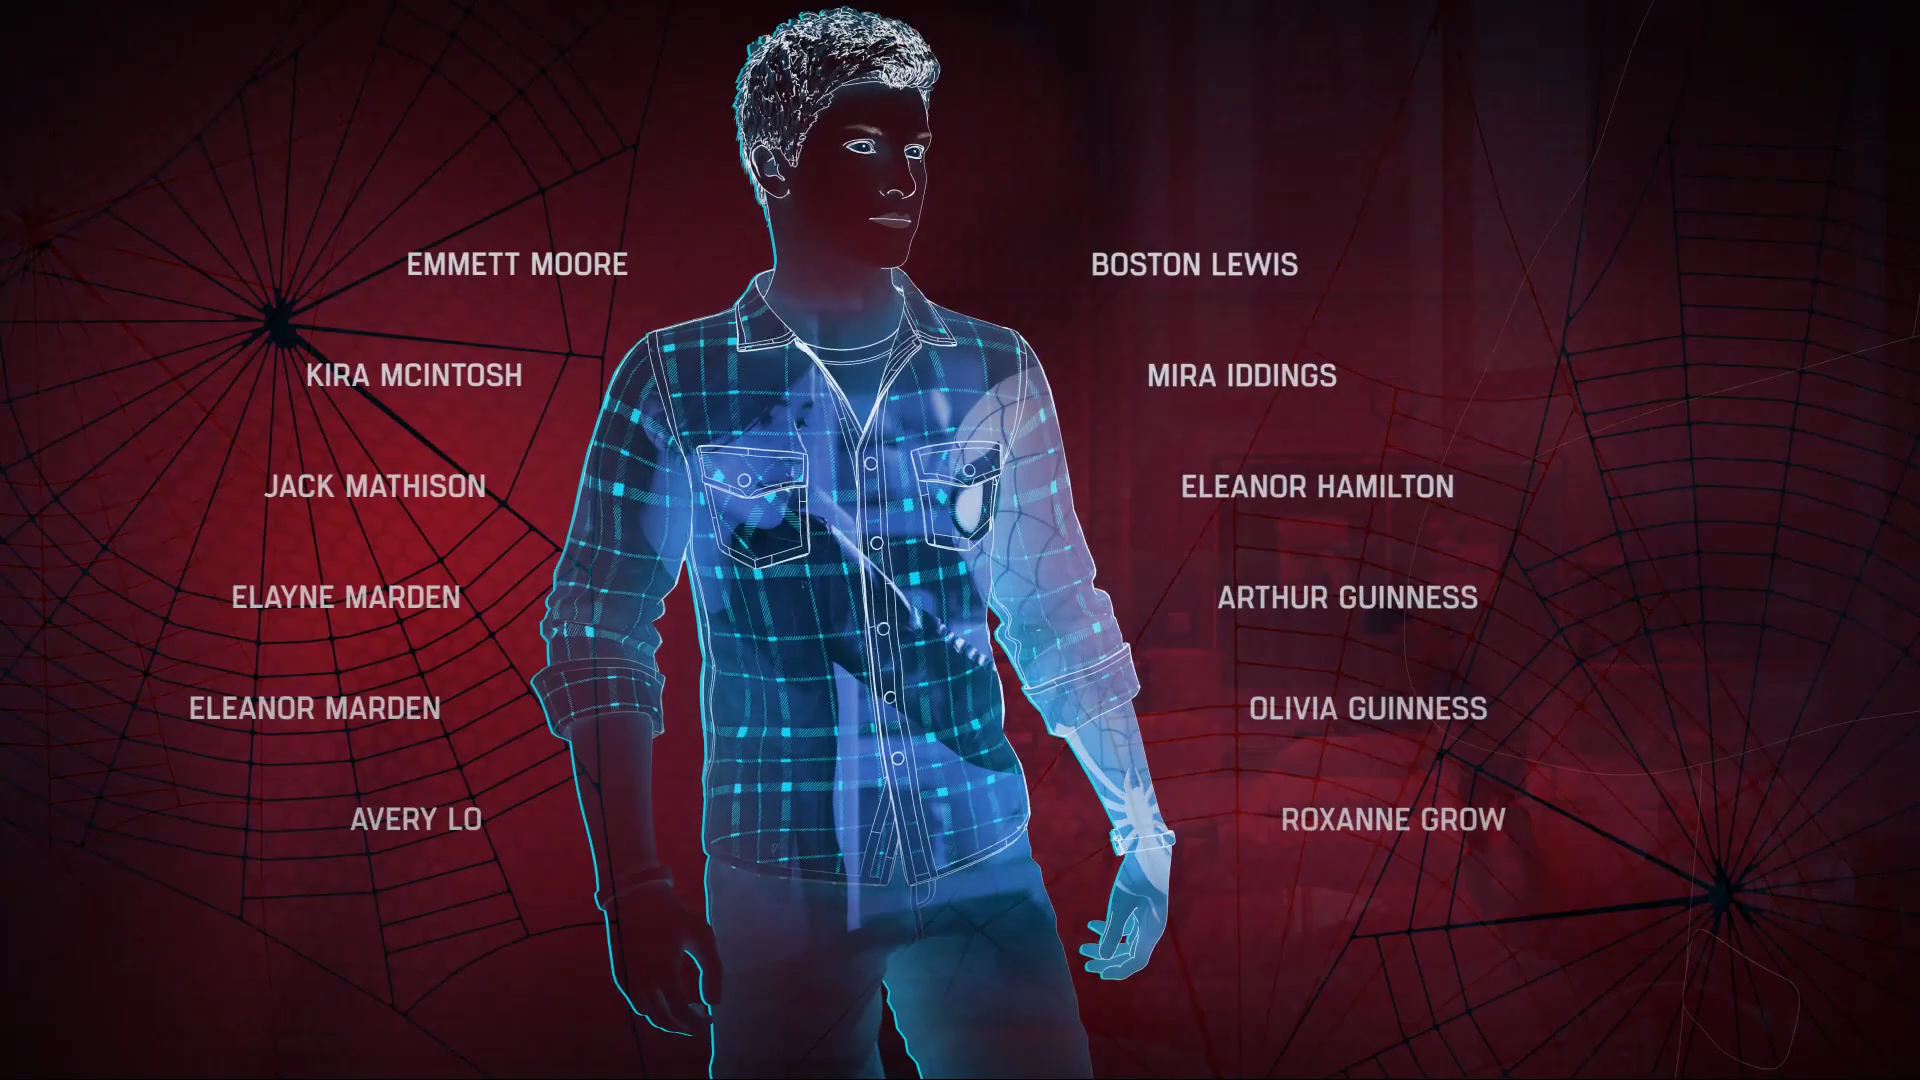 EMMETT MOORE
BOSTON LEWIS
KIRA MCINTOSH
MIRA IDDINGS
JACK MATHISON
ELEANOR HAMILTON
ELAYNE MARDEN
ARTHUR GUINNESS
ELEANOR MARDEN
OLIVIA GUINNESS
AVERY LO
ROXANNE GROW